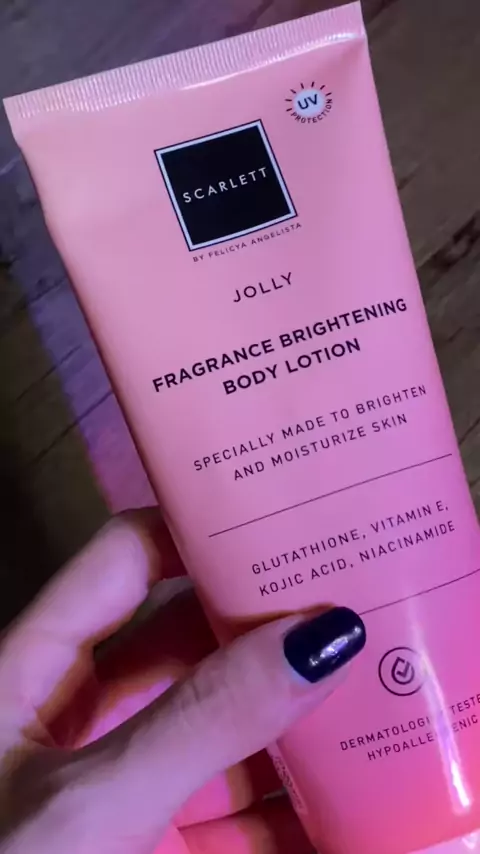 UV
PROTECTION
SCARLETT
BY FELICYA ANGELISTA
JOLLY
FRAGRANCE BRIGHTENING
BODY LOTION
SPECIALLY MADE TO BRIGHTEN
AND MOISTURIZE SKIN
GLUTATHIONE, VITAMIN E,
KOJIC ACID, NIACINAMIDE